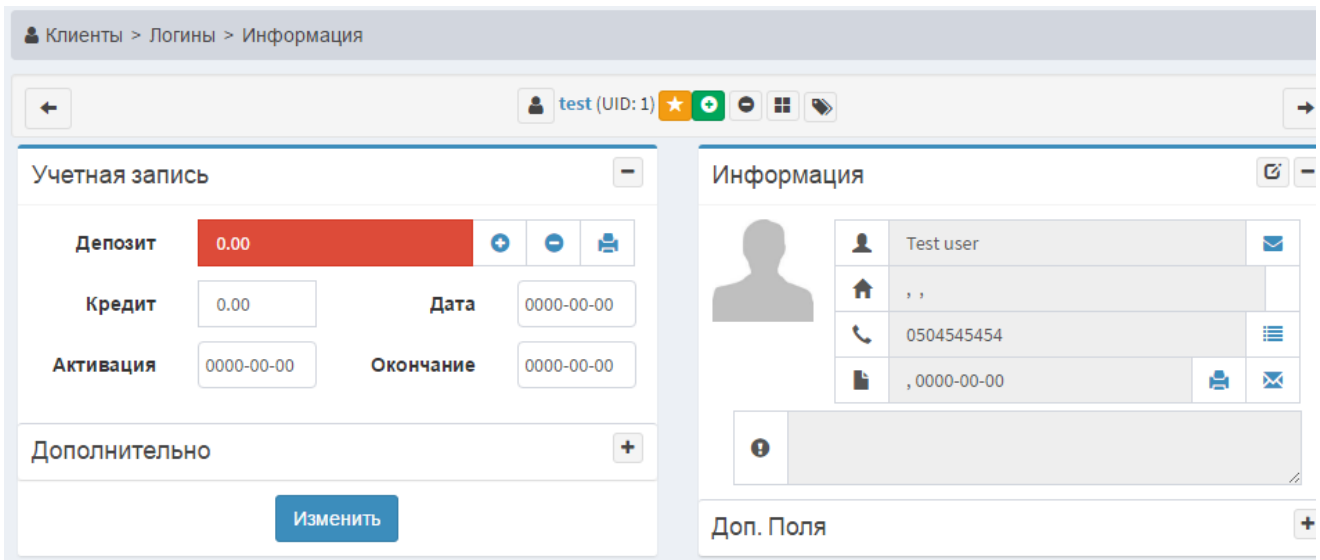 Клиенты > Логины > Информация
test (UID: 1)
Учетная запись
Депозит 0.00
Кредит 0.00 Дата 0000-00-00
Активация 0000-00-00 Окончание 0000-00-00
Дополнительно
Изменить
Информация
Test user
, ,
0504545454
, 0000-00-00
Доп. Поля